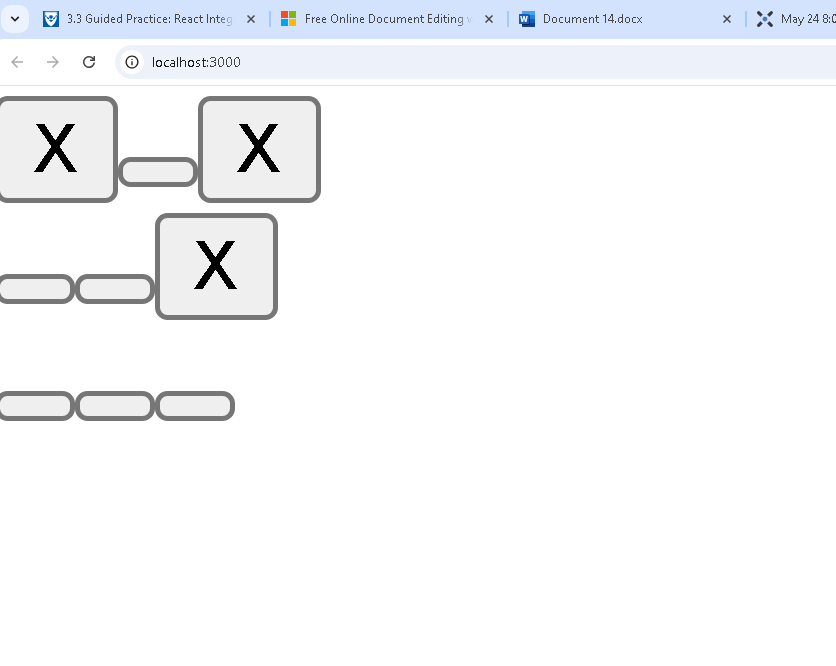 3.3 Guided Practice: React Integ
Free Online Document Editing
Document 14.docx
May 24 8:0
localhost:3000
X X
X